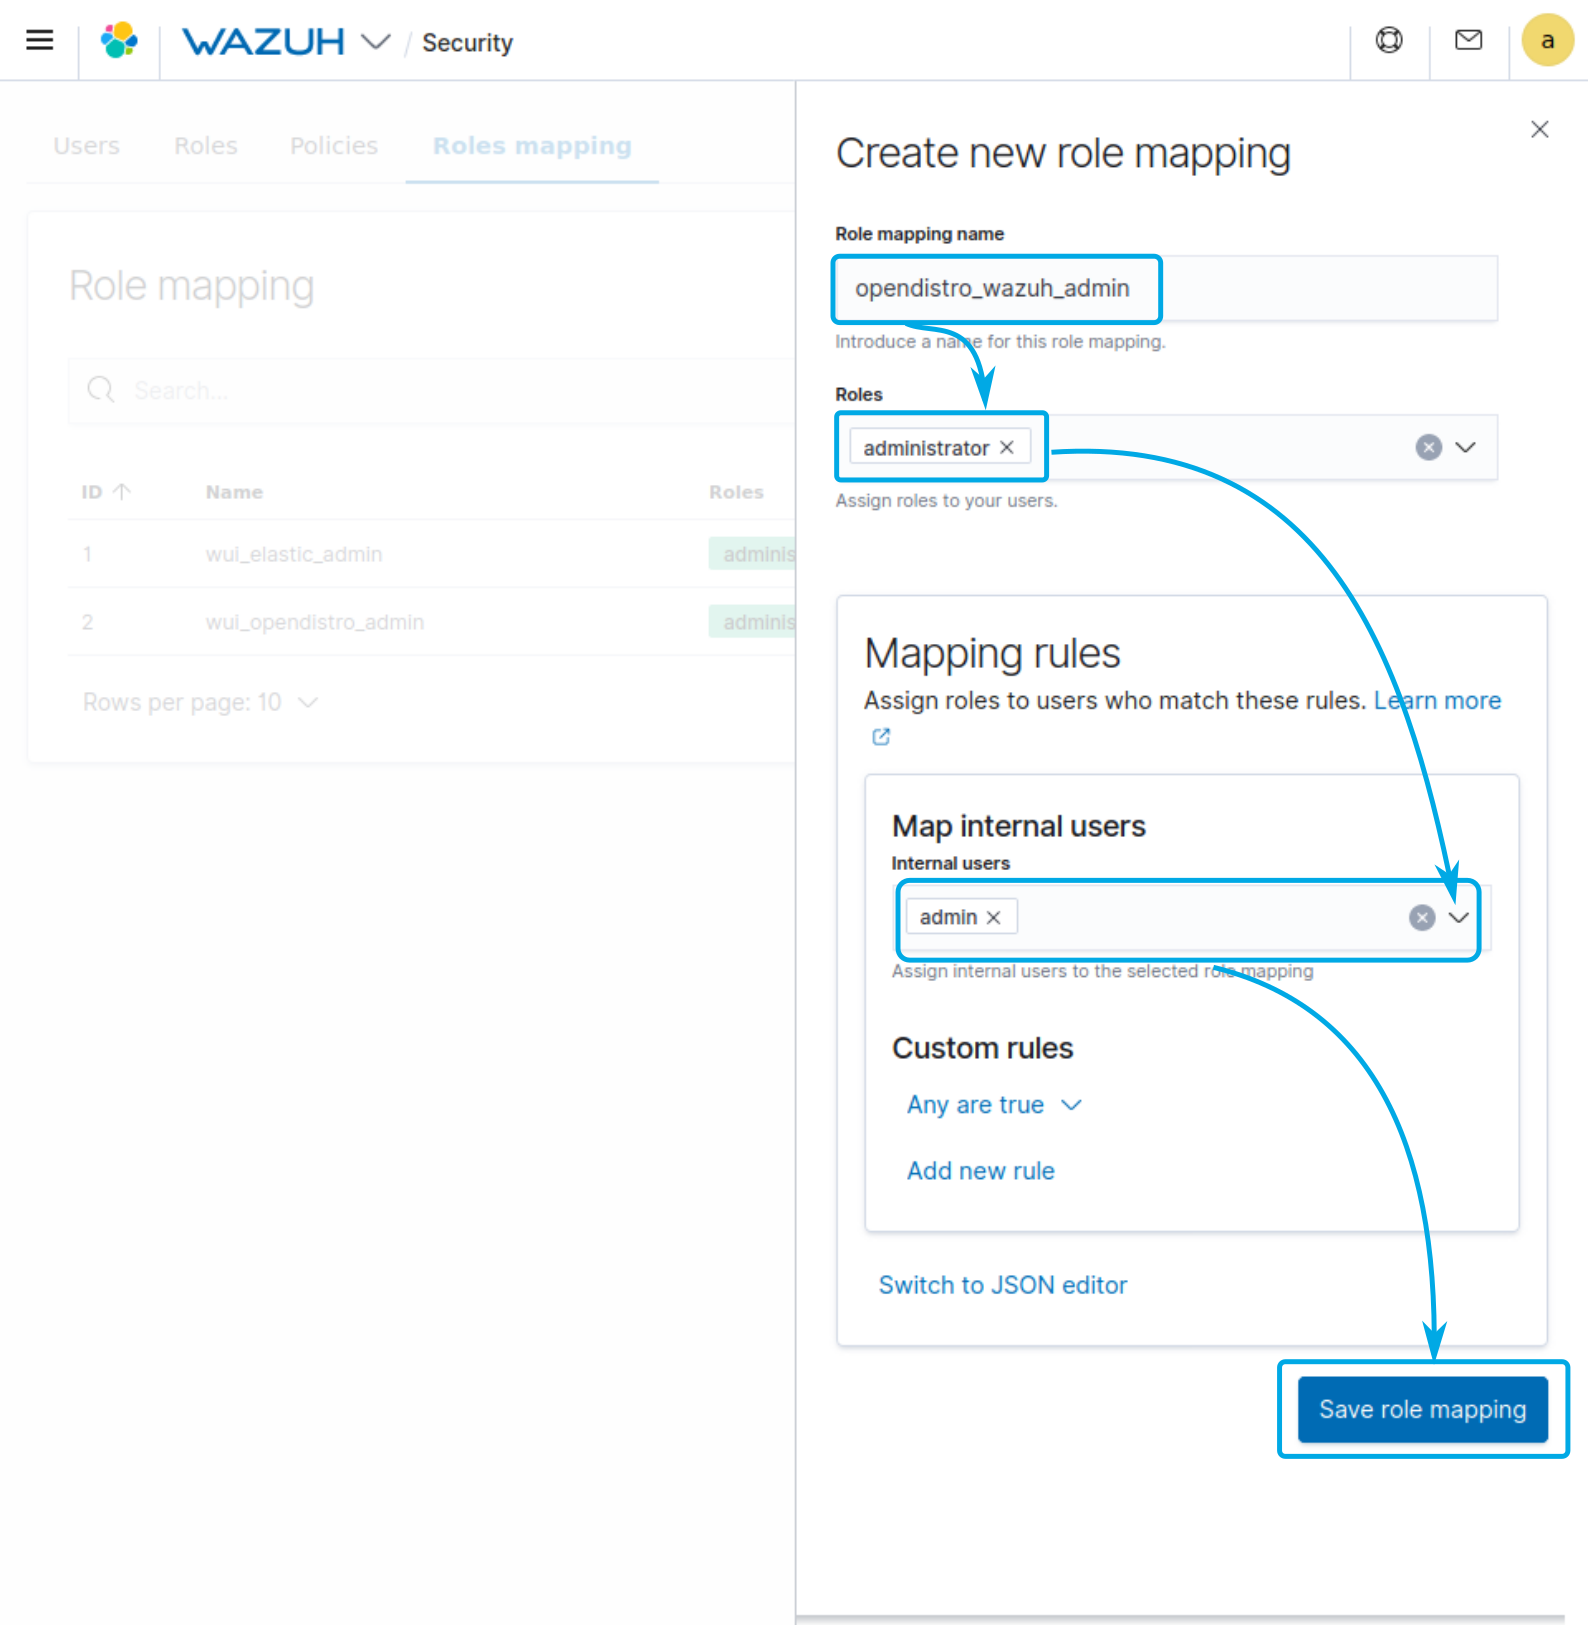 WAZUH / Security
a
Users Roles Policies Roles mapping
Role mapping
Search...
ID Name Roles
1 wui_elastic_admin adminis
2 wui_opendistro_admin adminis
Rows per page: 10
Create new role mapping
Role mapping name
opendistro_wazuh_admin
Introduce a name for this role mapping.
Roles
administrator
Assign roles to your users.
Mapping rules
Assign roles to users who match these rules. Learn more
Map internal users
Internal users
admin
Assign internal users to the selected role mapping
Custom rules
Any are true
Add new rule
Switch to JSON editor
Save role mapping